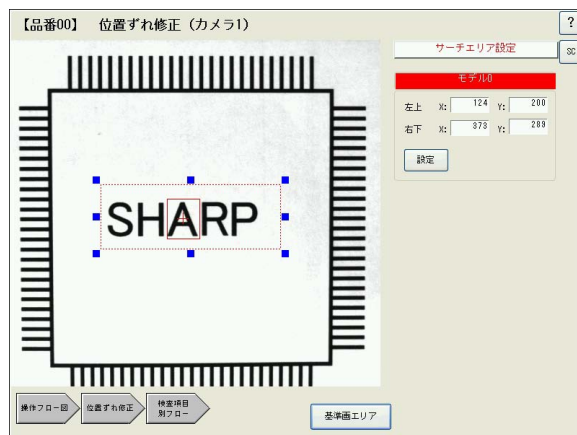 【品番00】 位置ずれ修正（カメラ1）
?
SC
サーチエリア設定
モデル0
左上 X: 124 Y: 200
右下 X: 373 Y: 289
設定
SHARP
操作フロー図
位置ずれ修正
検査項目
別フロー
基準画エリア